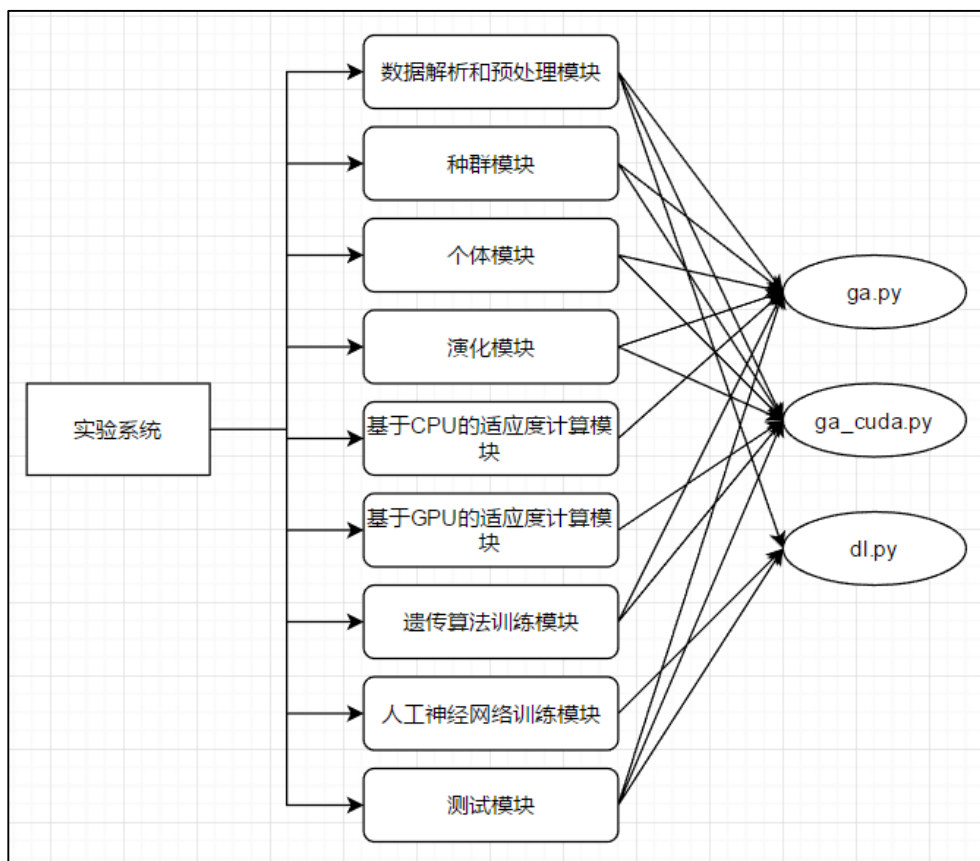 数据解析和预处理模块
种群模块
个体模块
演化模块
实验系统
基于CPU的适应度计算模
块
基于GPU的适应度计算模
块
遗传算法训练模块
人工神经网络训练模块
测试模块
ga.py
ga_cuda.py
dl.py